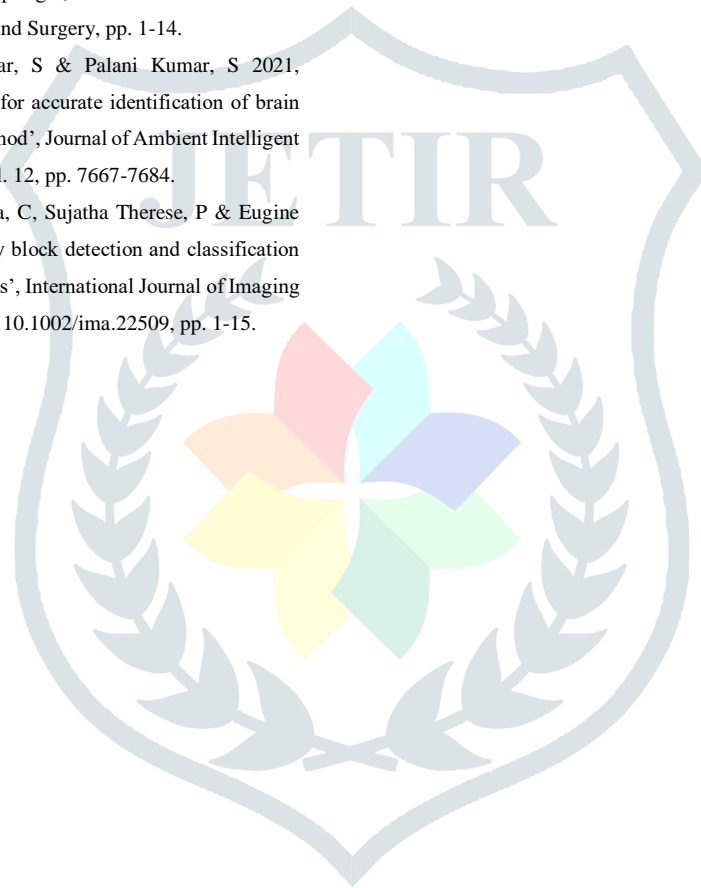 and Surgery, pp. 1-14.
ar, S & Palani Kumar, S 2021,
for accurate identification of brain
nod’, Journal of Ambient Intelligent
l. 12, pp. 7667-7684.
a, C, Sujatha Therese, P & Eugine
y block detection and classification
s’, International Journal of Imaging
10.1002/ima.22509, pp. 1-15.
JETIR